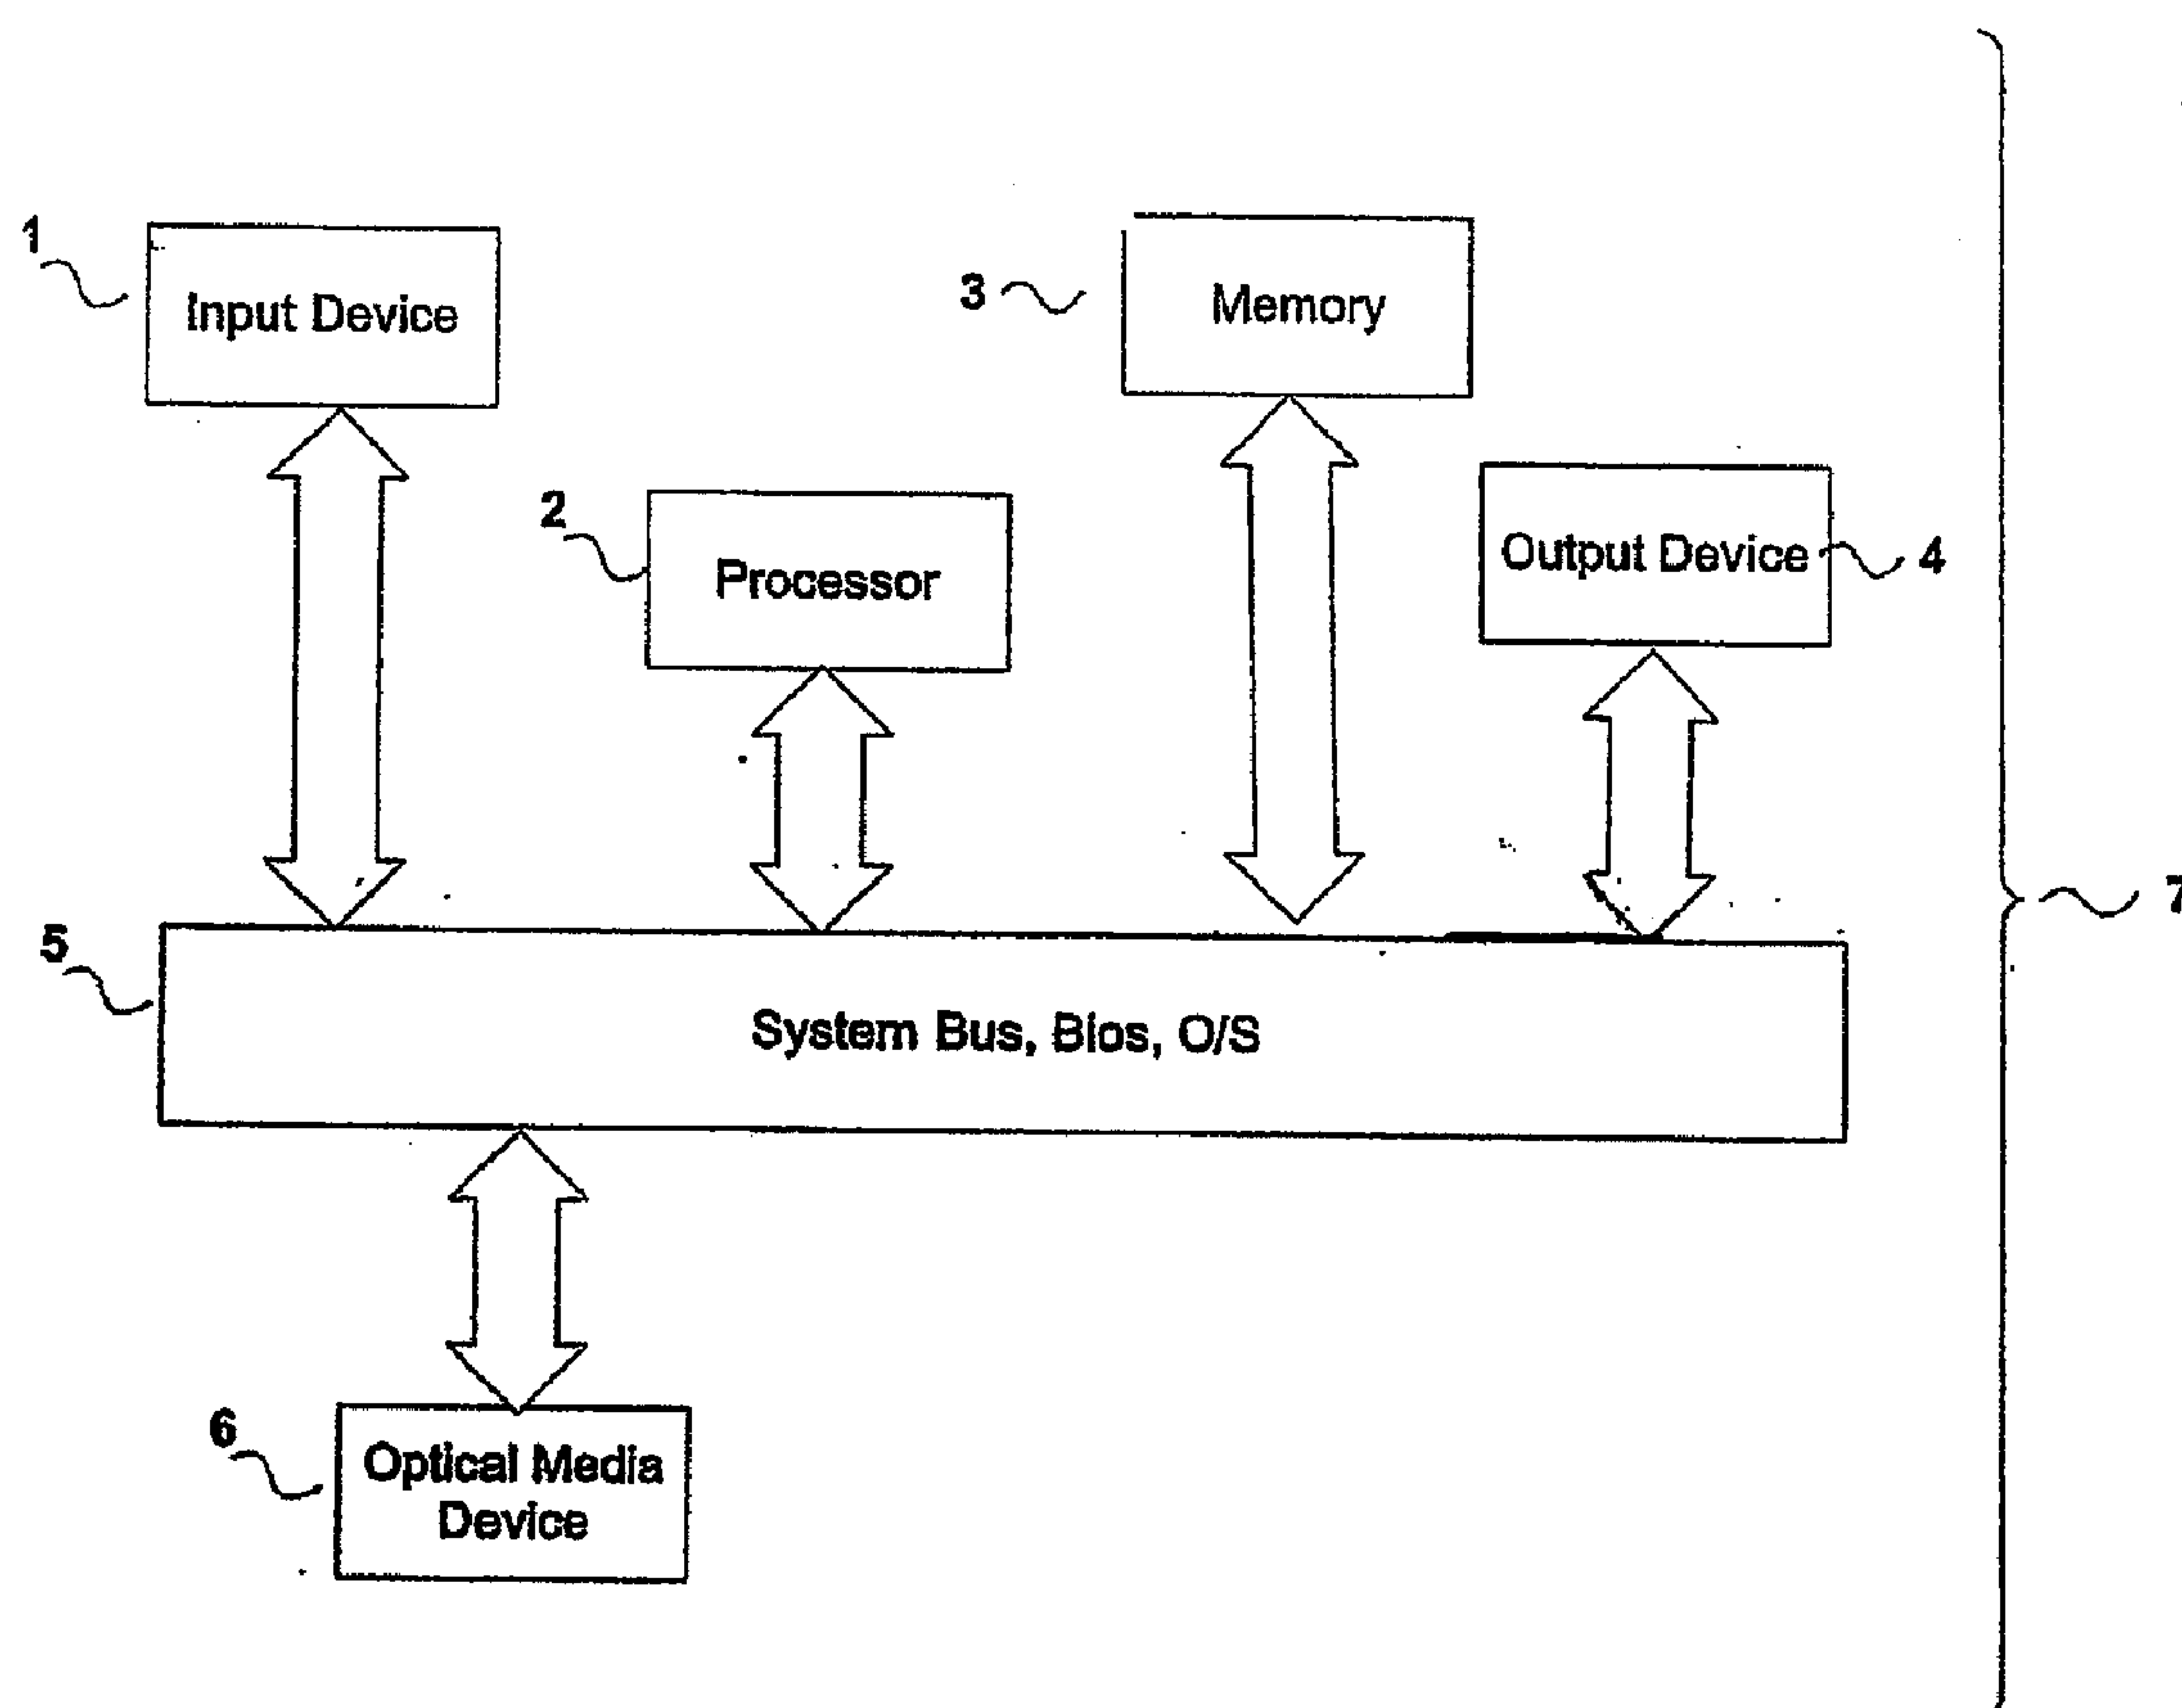 1
Input Device
3
Memory
2
Processor
Output Device
4
7
5
System Bus, Bios, O/S
6
Optical Media
Device